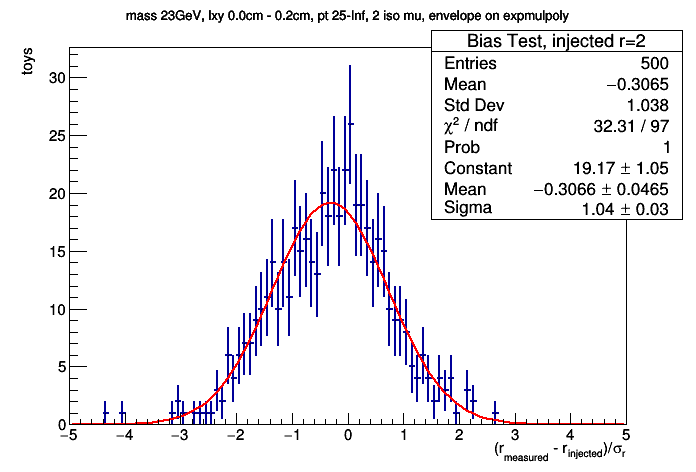 mass 23GeV, lxy 0.0cm - 0.2cm, pt 25-Inf, 2 iso mu, envelope on expmulpoly
toys
Bias Test, injected r=2
Entries 500
Mean −0.3065
Std Dev 1.038
χ² / ndf 32.31 / 97
Prob 1
Constant 19.17 ± 1.05
Mean −0.3066 ± 0.0465
Sigma 1.04 ± 0.03
30
25
20
15
10
5
0
−5 −4 −3 −2 −1 0 1 2 3 4 5
(r_measured - r_injected)/σ_r